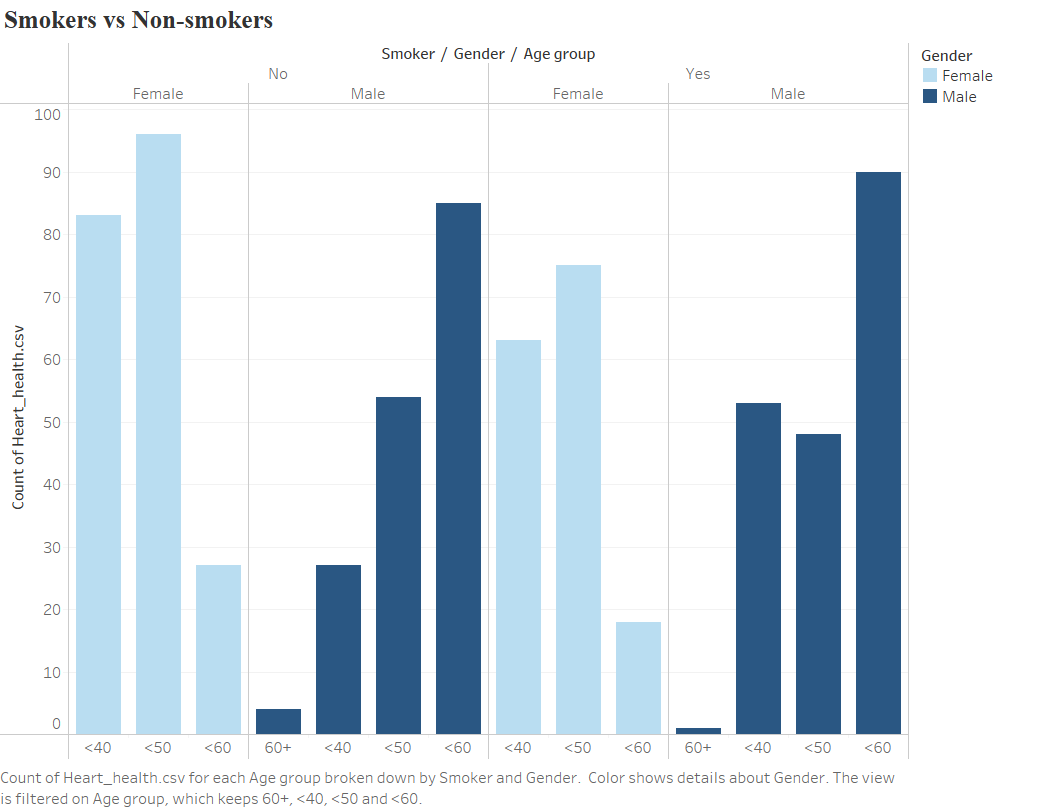 Smokers vs Non-smokers
Smoker / Gender / Age group
No Yes
Female Male Female Male
Gender
Female
Male
Count of Heart_health.csv
100
90
80
70
60
50
40
30
20
10
0
<40 <50 <60 60+ <40 <50 <60 <40 <50 <60 60+ <40 <50 <60
Count of Heart_health.csv for each Age group broken down by Smoker and Gender.  Color shows details about Gender. The view
is filtered on Age group, which keeps 60+, <40, <50 and <60.